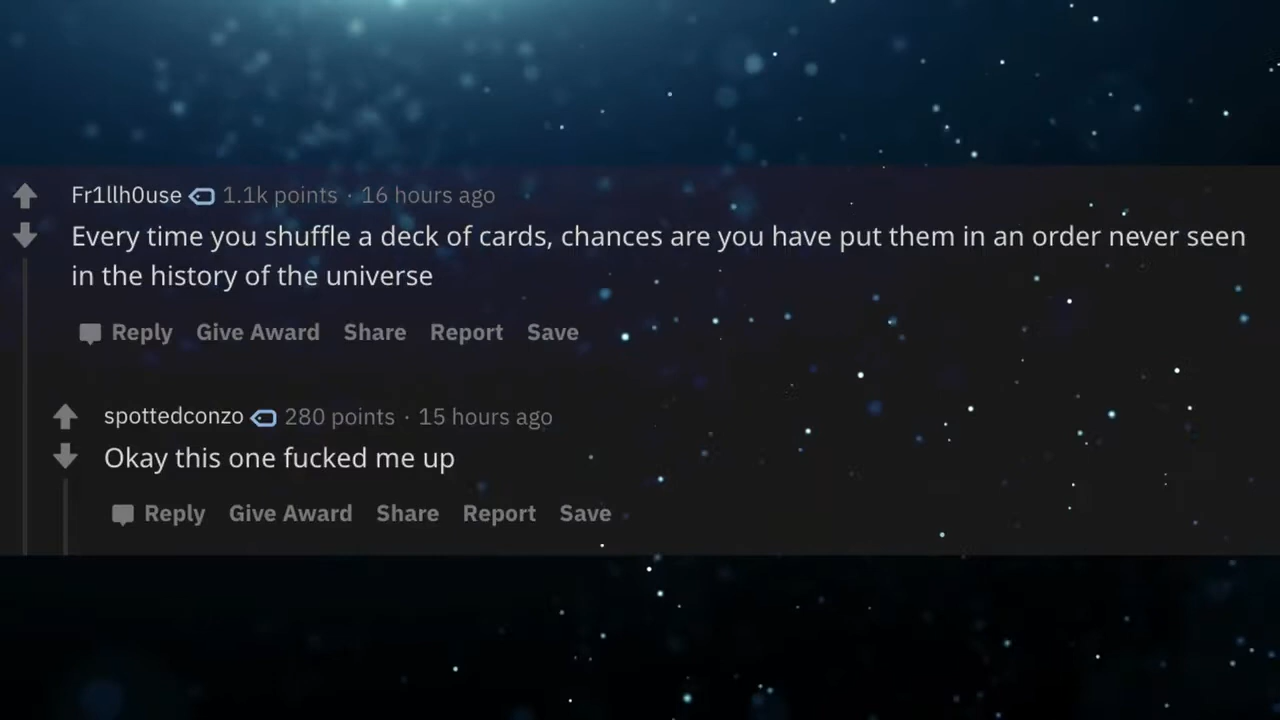 Fr1llh0use 1.1k points · 16 hours ago
Every time you shuffle a deck of cards, chances are you have put them in an order never seen
in the history of the universe
Reply Give Award Share Report Save
spottedconzo 280 points · 15 hours ago
Okay this one fucked me up
Reply Give Award Share Report Save